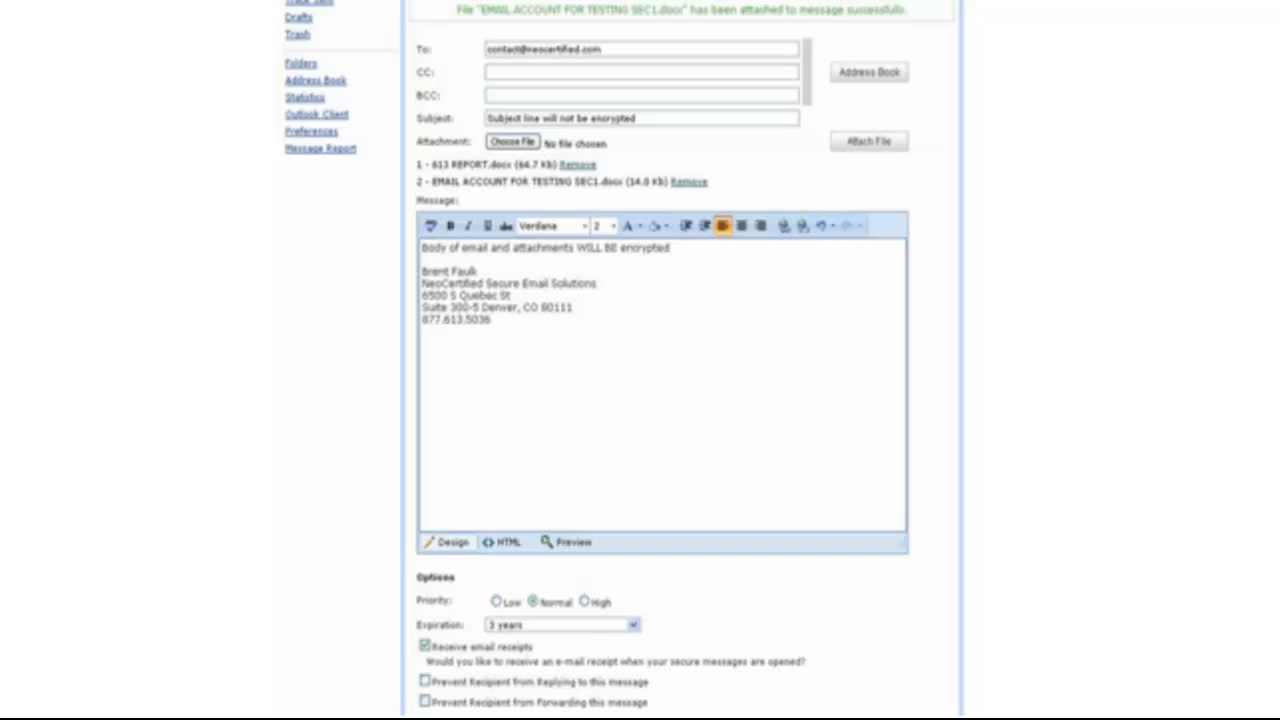 File "EMAIL ACCOUNT FOR TESTING SEC1.docx" has been attached to message successfully.
Drafts
Trash
Folders
Address Book
Statistics
Outlook Client
Preferences
Message Report
To: contact@neocertified.com
CC: Address Book
BCC:
Subject: Subject line will not be encrypted
Attachment: Choose File No file chosen Attach File
1 - 613 REPORT.docx (64.7 Kb) Remove
2 - EMAIL ACCOUNT FOR TESTING SEC1.docx (14.0 Kb) Remove
Message:
B I U abc Verdana 2 A
Body of email and attachments WILL BE encrypted
Brent Faulk
NeoCertified Secure Email Solutions
6500 S Quebec St
Suite 300-5 Denver, CO 80111
877.613.5036
Design HTML Preview
Options
Priority: Low Normal High
Expiration: 3 years
Receive email receipts
Would you like to receive an e-mail receipt when your secure messages are opened?
Prevent Recipient from Replying to this message
Prevent Recipient from Forwarding this message